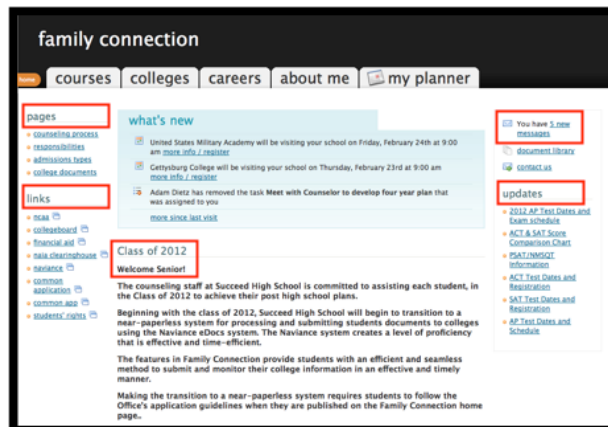 family connection
home
courses
colleges
careers
about me
my planner
pages
counseling process
responsibilities
admissions types
college documents
links
ncaa
collegeboard
financial aid
naia clearinghouse
naviance
common
application
common app
students' rights
what's new
United States Military Academy will be visiting your school on Friday, February 24th at 9:00
am more info / register
Gettysburg College will be visiting your school on Thursday, February 23rd at 9:00 am
more info / register
Adam Dietz has removed the task Meet with Counselor to develop four year plan that
was assigned to you
more since last visit
Class of 2012
Welcome Senior!
The counseling staff at Succeed High School is committed to assisting each student, in
the Class of 2012 to achieve their post high school plans.
Beginning with the class of 2012, Succeed High School will begin to transition to a
near-paperless system for processing and submitting students documents to colleges
using the Naviance eDocs system. The Naviance system creates a level of proficiency
that is effective and time-efficient.
The features in Family Connection provide students with an efficient and seamless
method to submit and monitor their college information in an effective and timely
manner.
Making the transition to a near-paperless system requires students to follow the
Office's application guidelines when they are published on the Family Connection home
page..
You have 5 new
messages
document library
contact us
updates
2012 AP Test Dates and
Exam schedule
ACT & SAT Score
Comparison Chart
PSAT/NMSQT
Information
ACT Test Dates and
Registration
SAT Test Dates and
Registration
AP Test Dates and
Schedule